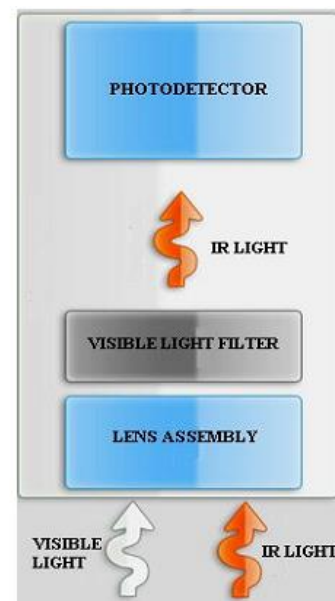 PHOTODETECTOR
IR LIGHT
VISIBLE LIGHT FILTER
LENS ASSEMBLY
VISIBLE
LIGHT
IR LIGHT